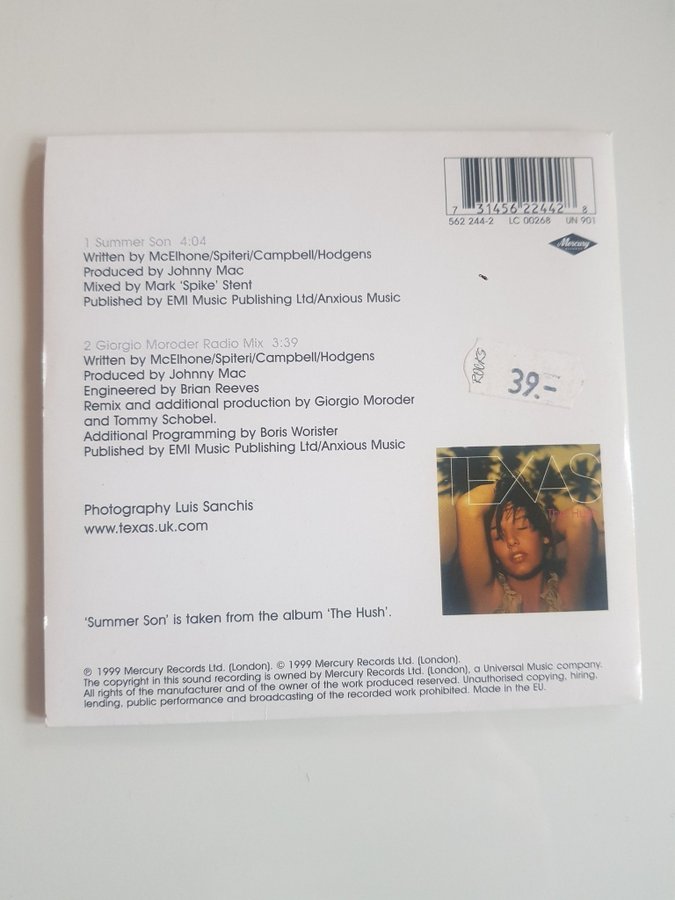 7 31456 22442 8
562 244-2 LC 00268 UN 901
Mercury
1 Summer Son 4:04
Written by McElhone/Spiteri/Campbell/Hodgens
Produced by Johnny Mac
Mixed by Mark 'Spike' Stent
Published by EMI Music Publishing Ltd/Anxious Music
2 Giorgio Moroder Radio Mix 3:39
Written by McElhone/Spiteri/Campbell/Hodgens
Produced by Johnny Mac
Engineered by Brian Reeves
Remix and additional production by Giorgio Moroder
and Tommy Schobel.
Additional Programming by Boris Worister
Published by EMI Music Publishing Ltd/Anxious Music
39.-
TEXAS
The Hush
Photography Luis Sanchis
www.texas.uk.com
'Summer Son' is taken from the album 'The Hush'.
℗ 1999 Mercury Records Ltd. (London). © 1999 Mercury Records Ltd. (London).
The copyright in this sound recording is owned by Mercury Records Ltd. (London), a Universal Music company.
All rights of the manufacturer and of the owner of the work produced reserved. Unauthorised copying, hiring,
lending, public performance and broadcasting of the recorded work prohibited. Made in the EU.